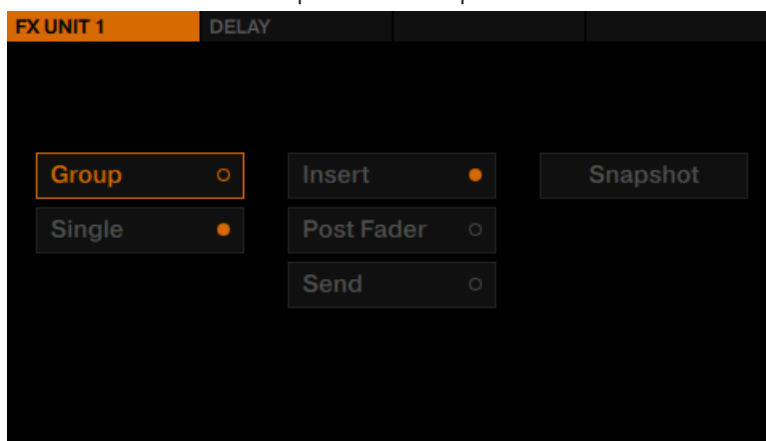 FX UNIT 1 DELAY
Group Insert Snapshot
Single Post Fader
Send